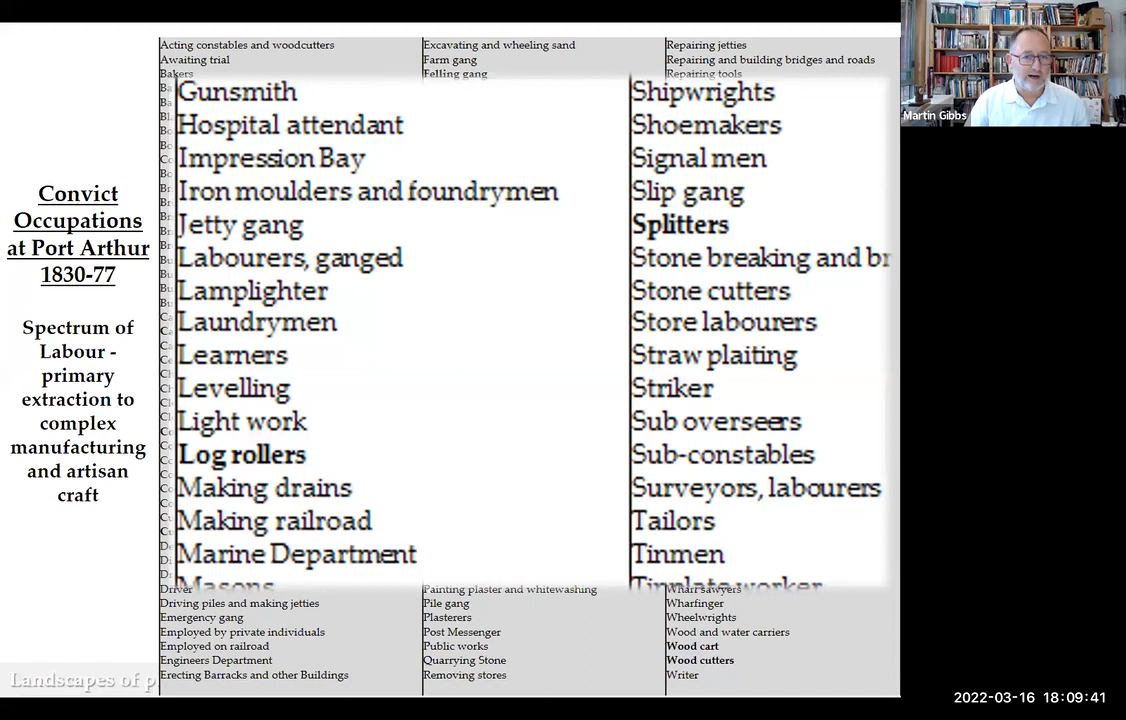 Convict
Occupations
at Port Arthur
1830-77
Spectrum of
Labour -
primary
extraction to
complex
manufacturing
and artisan
craft
Landscapes of p
Acting constables and woodcutters
Awaiting trial
Bakers
Excavating and wheeling sand
Farm gang
Felling gang
Repairing jetties
Repairing and building bridges and roads
Repairing tools
Gunsmith
Hospital attendant
Impression Bay
Iron moulders and foundrymen
Jetty gang
Labourers, ganged
Lamplighter
Laundrymen
Learners
Levelling
Light work
Log rollers
Making drains
Making railroad
Marine Department
Masons
Shipwrights
Shoemakers
Signal men
Slip gang
Splitters
Stone breaking and br
Stone cutters
Store labourers
Straw plaiting
Striker
Sub overseers
Sub-constables
Surveyors, labourers
Tailors
Tinmen
Tinplate worker
Driver
Driving piles and making jetties
Emergency gang
Employed by private individuals
Employed on railroad
Engineers Department
Erecting Barracks and other Buildings
Painting plaster and whitewashing
Pile gang
Plasterers
Post Messenger
Public works
Quarrying Stone
Removing stores
Wharf sawyers
Wharfinger
Wheelwrights
Wood and water carriers
Wood cart
Wood cutters
Writer
Martin Gibbs
2022-03-16 18:09:41